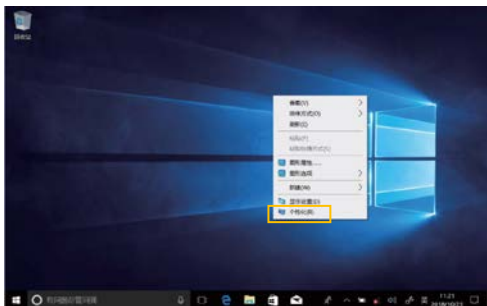 回收站
查看(V)
排序方式(O)
刷新(E)
粘贴(P)
粘贴快捷方式(S)
图形属性...
图形选项
新建(W)
显示设置(D)
个性化(R)
有问题尽管问我
英
11:21